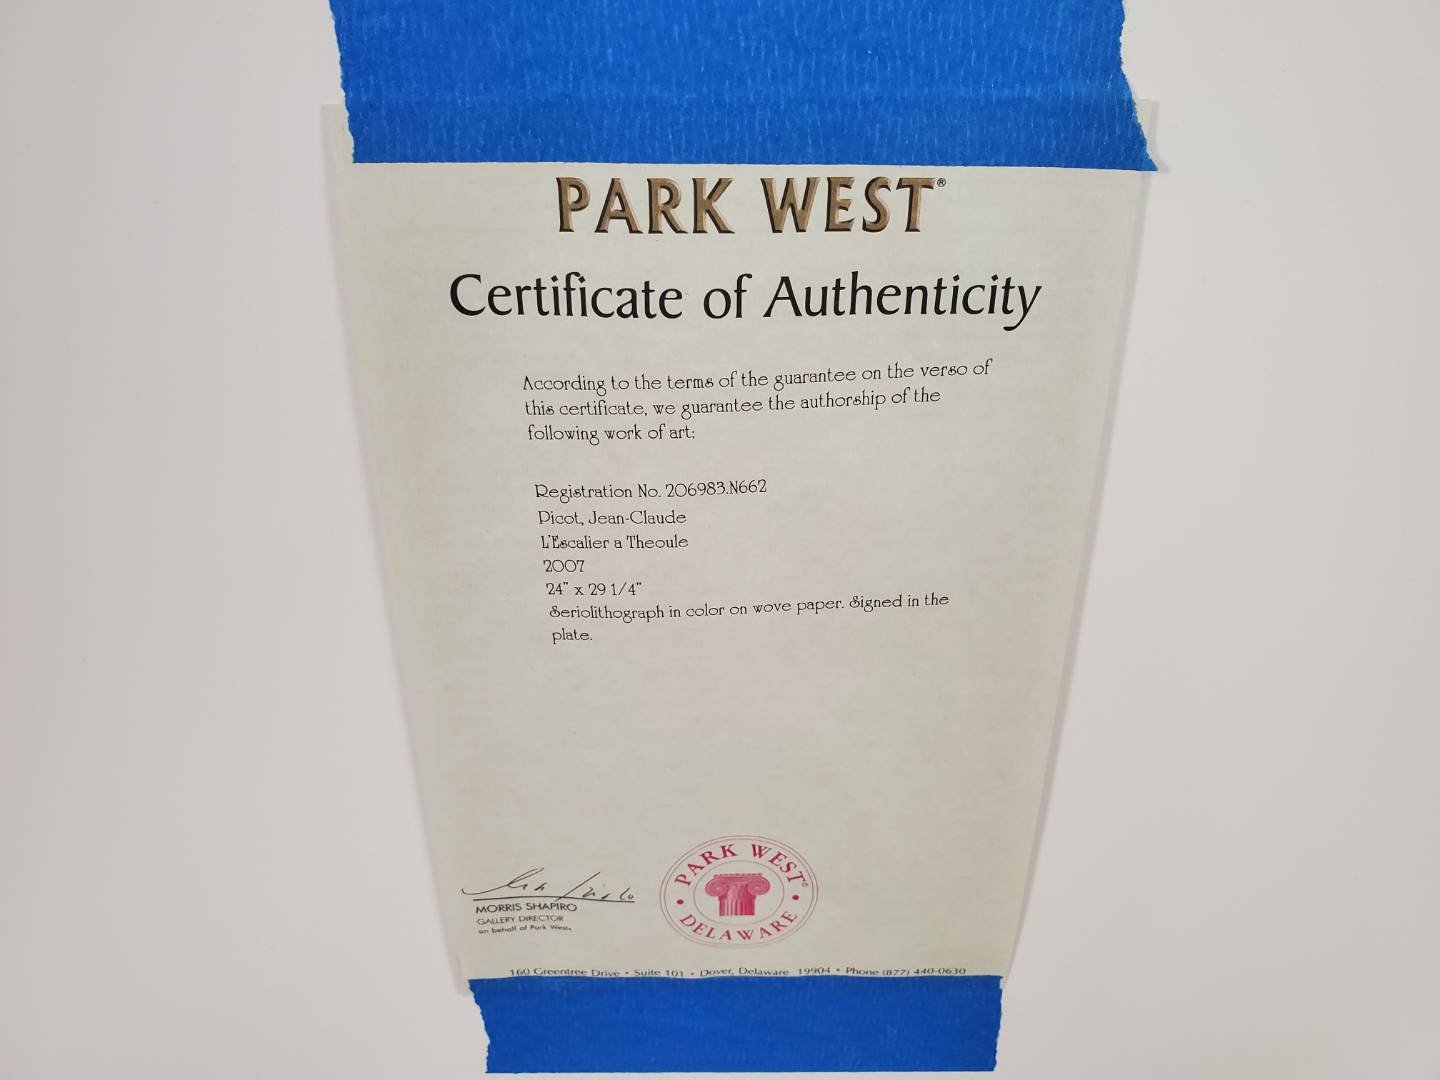 PARK WEST®
Certificate of Authenticity
According to the terms of the guarantee on the verso of
this certificate, we guarantee the authorship of the
following work of art:
Registration No. 206983.N662
Picot, Jean-Claude
L'Escalier a Theoule
2007
24" x 29 1/4"
Seriolithograph in color on wove paper. Signed in the
plate.
MORRIS SHAPIRO
GALLERY DIRECTOR
on behalf of Park West.
PARK WEST®
• DELAWARE •
160 Greentree Drive • Suite 101 • Dover, Delaware 19904 • Phone (877) 440-0630